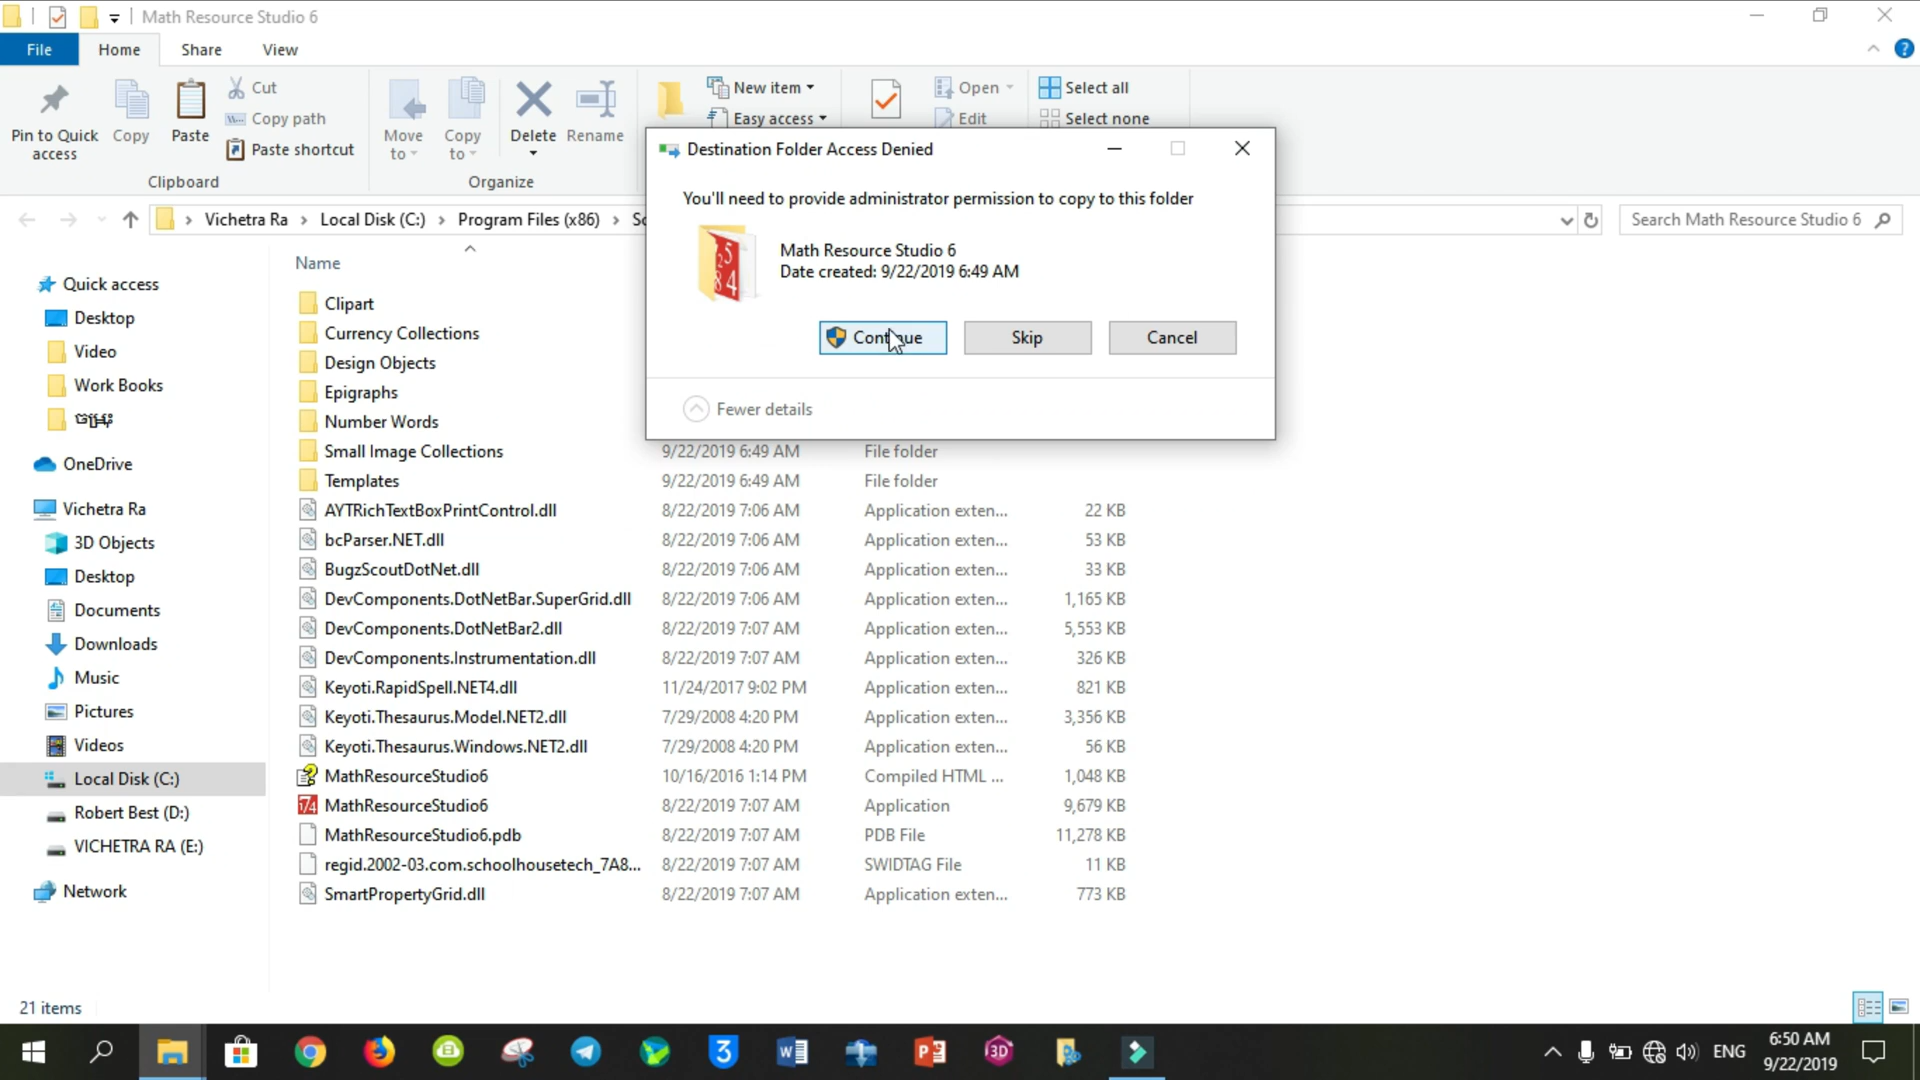 Math Resource Studio 6
File Home Share View
Pin to Quick access
Copy
Paste
Cut
Copy path
Paste shortcut
Clipboard
Move to
Copy to
Delete
Rename
Organize
New item
Easy access
Open
Edit
Select all
Select none
Vichetra Ra › Local Disk (C:) › Program Files (x86) ›
Search Math Resource Studio 6
Destination Folder Access Denied
You'll need to provide administrator permission to copy to this folder
Math Resource Studio 6
Date created: 9/22/2019 6:49 AM
Continue Skip Cancel
Fewer details
Quick access
Desktop
Video
Work Books
OneDrive
Vichetra Ra
3D Objects
Desktop
Documents
Downloads
Music
Pictures
Videos
Local Disk (C:)
Robert Best (D:)
VICHETRA RA (E:)
Network
Name
Clipart
Currency Collections
Design Objects
Epigraphs
Number Words
Small Image Collections 9/22/2019 6:49 AM File folder
Templates 9/22/2019 6:49 AM File folder
AYTRichTextBoxPrintControl.dll 8/22/2019 7:06 AM Application exten... 22 KB
bcParser.NET.dll 8/22/2019 7:06 AM Application exten... 53 KB
BugzScoutDotNet.dll 8/22/2019 7:06 AM Application exten... 33 KB
DevComponents.DotNetBar.SuperGrid.dll 8/22/2019 7:06 AM Application exten... 1,165 KB
DevComponents.DotNetBar2.dll 8/22/2019 7:07 AM Application exten... 5,553 KB
DevComponents.Instrumentation.dll 8/22/2019 7:07 AM Application exten... 326 KB
Keyoti.RapidSpell.NET4.dll 11/24/2017 9:02 PM Application exten... 821 KB
Keyoti.Thesaurus.Model.NET2.dll 7/29/2008 4:20 PM Application exten... 3,356 KB
Keyoti.Thesaurus.Windows.NET2.dll 7/29/2008 4:20 PM Application exten... 56 KB
MathResourceStudio6 10/16/2016 1:14 PM Compiled HTML ... 1,048 KB
MathResourceStudio6 8/22/2019 7:07 AM Application 9,679 KB
MathResourceStudio6.pdb 8/22/2019 7:07 AM PDB File 11,278 KB
regid.2002-03.com.schoolhousetech_7A8... 8/22/2019 7:07 AM SWIDTAG File 11 KB
SmartPropertyGrid.dll 8/22/2019 7:07 AM Application exten... 773 KB
21 items
ENG
6:50 AM
9/22/2019